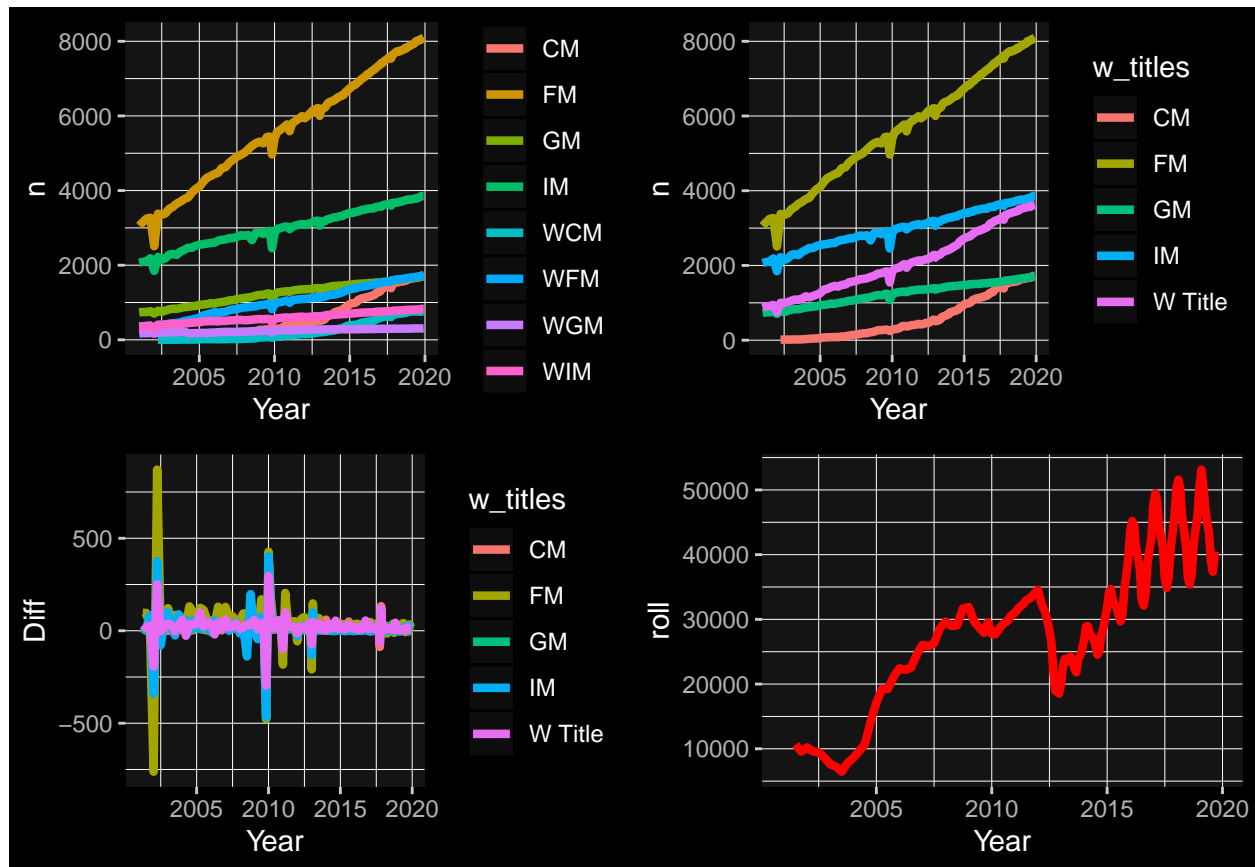 8000
6000
4000
2000
0
n
2005 2010 2015 2020
Year
CM
FM
GM
IM
WCM
WFM
WGM
WIM
8000
6000
4000
2000
0
n
2005 2010 2015 2020
Year
w_titles
CM
FM
GM
IM
W Title
500
0
−500
Diff
2005 2010 2015 2020
Year
w_titles
CM
FM
GM
IM
W Title
50000
40000
30000
20000
10000
roll
2005 2010 2015 2020
Year